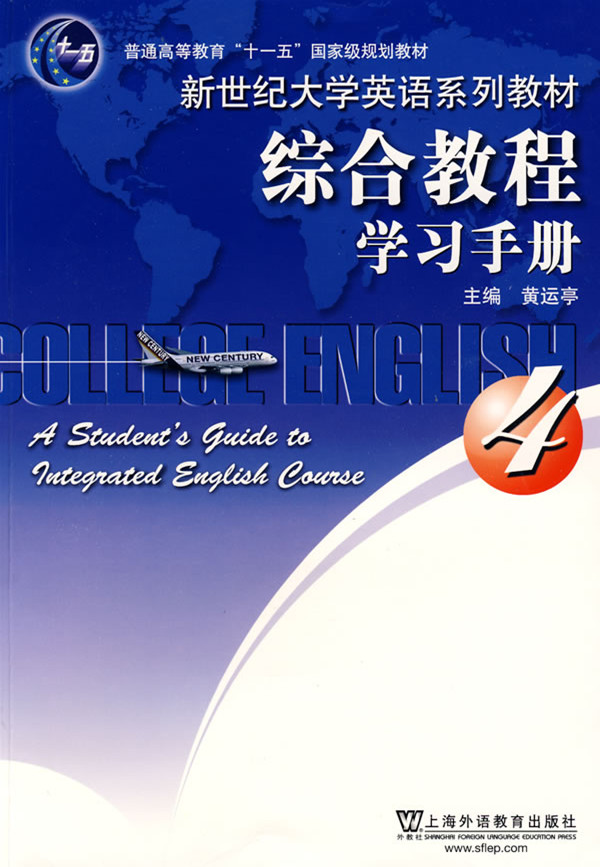 十一五
普通高等教育“十一五”国家级规划教材
新世纪大学英语系列教材
综合教程
学习手册
主编 黄运亭
COLLEGE ENGLISH
NEW CENTURY
NEW CENTURY
4
A Student's Guide to
Integrated English Course
外教社
上海外语教育出版社
SHANGHAI FOREIGN LANGUAGE EDUCATION PRESS
www.sflep.com